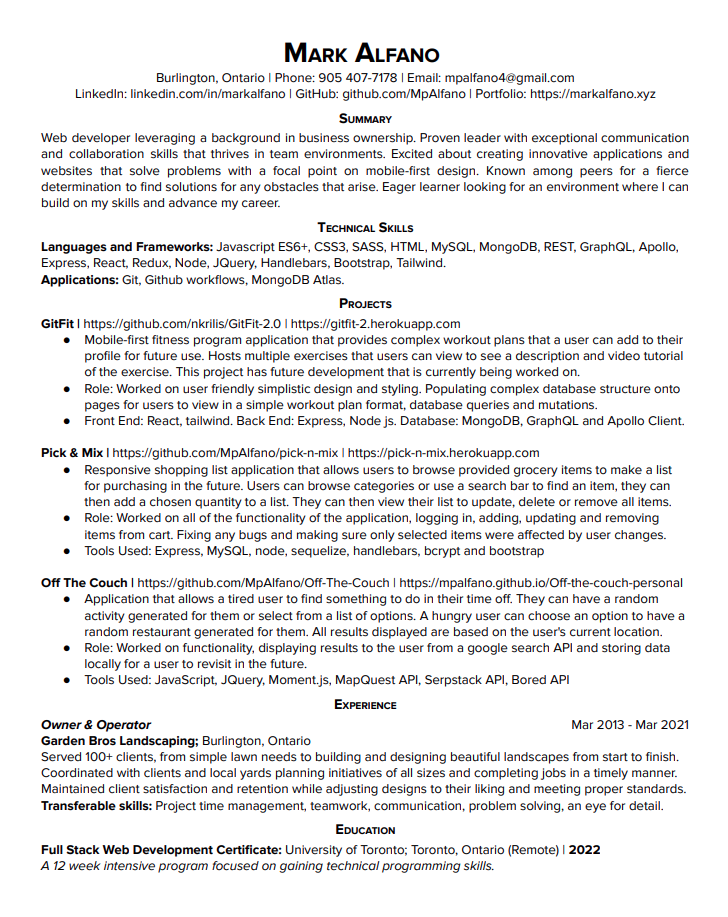 MARK ALFANO
Burlington, Ontario | Phone: 905 407-7178 | Email: mpalfano4@gmail.com
LinkedIn: linkedin.com/in/markalfano | GitHub: github.com/MpAlfano | Portfolio: https://markalfano.xyz
SUMMARY
Web developer leveraging a background in business ownership. Proven leader with exceptional communication
and collaboration skills that thrives in team environments. Excited about creating innovative applications and
websites that solve problems with a focal point on mobile-first design. Known among peers for a fierce
determination to find solutions for any obstacles that arise. Eager learner looking for an environment where I can
build on my skills and advance my career.
TECHNICAL SKILLS
Languages and Frameworks: Javascript ES6+, CSS3, SASS, HTML, MySQL, MongoDB, REST, GraphQL, Apollo,
Express, React, Redux, Node, JQuery, Handlebars, Bootstrap, Tailwind.
Applications: Git, Github workflows, MongoDB Atlas.
PROJECTS
GitFit | https://github.com/nkrilis/GitFit-2.0 | https://gitfit-2.herokuapp.com
● Mobile-first fitness program application that provides complex workout plans that a user can add to their
profile for future use. Hosts multiple exercises that users can view to see a description and video tutorial
of the exercise. This project has future development that is currently being worked on.
● Role: Worked on user friendly simplistic design and styling. Populating complex database structure onto
pages for users to view in a simple workout plan format, database queries and mutations.
● Front End: React, tailwind. Back End: Express, Node js. Database: MongoDB, GraphQL and Apollo Client.
Pick & Mix | https://github.com/MpAlfano/pick-n-mix | https://pick-n-mix.herokuapp.com
● Responsive shopping list application that allows users to browse provided grocery items to make a list
for purchasing in the future. Users can browse categories or use a search bar to find an item, they can
then add a chosen quantity to a list. They can then view their list to update, delete or remove all items.
● Role: Worked on all of the functionality of the application, logging in, adding, updating and removing
items from cart. Fixing any bugs and making sure only selected items were affected by user changes.
● Tools Used: Express, MySQL, node, sequelize, handlebars, bcrypt and bootstrap
Off The Couch | https://github.com/MpAlfano/Off-The-Couch | https://mpalfano.github.io/Off-the-couch-personal
● Application that allows a tired user to find something to do in their time off. They can have a random
activity generated for them or select from a list of options. A hungry user can choose an option to have a
random restaurant generated for them. All results displayed are based on the user's current location.
● Role: Worked on functionality, displaying results to the user from a google search API and storing data
locally for a user to revisit in the future.
● Tools Used: JavaScript, JQuery, Moment.js, MapQuest API, Serpstack API, Bored API
EXPERIENCE
Owner & Operator Mar 2013 - Mar 2021
Garden Bros Landscaping; Burlington, Ontario
Served 100+ clients, from simple lawn needs to building and designing beautiful landscapes from start to finish.
Coordinated with clients and local yards planning initiatives of all sizes and completing jobs in a timely manner.
Maintained client satisfaction and retention while adjusting designs to their liking and meeting proper standards.
Transferable skills: Project time management, teamwork, communication, problem solving, an eye for detail.
EDUCATION
Full Stack Web Development Certificate: University of Toronto; Toronto, Ontario (Remote) | 2022
A 12 week intensive program focused on gaining technical programming skills.